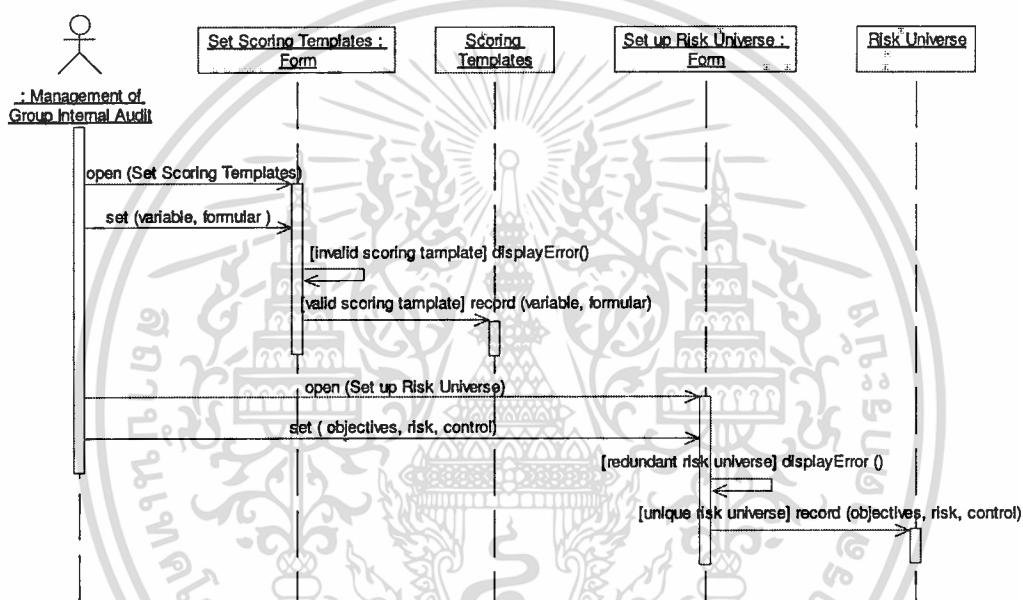 Set Scoring Templates :
Form
Scoring
Templates
Set up Risk Universe :
Form
Risk Universe
: Management of
Group Internal Audit
open (Set Scoring Templates)
set (variable, formular )
[invalid scoring tamplate] displayError()
[valid scoring tamplate] record (variable, formular)
open (Set up Risk Universe)
set ( objectives, risk, control)
[redundant risk universe] displayError ()
[unique risk universe] record (objectives, risk, control)